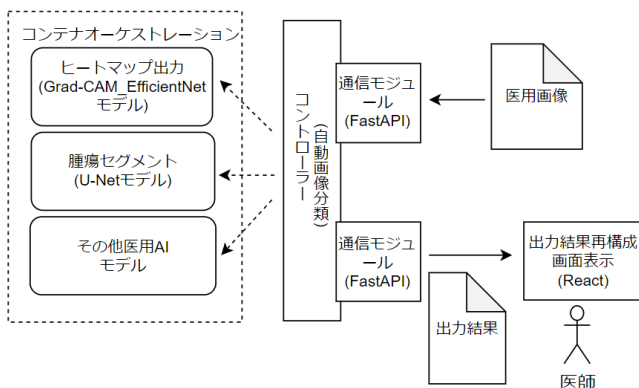 コンテナオーケストレーション
ヒートマップ出力
(Grad-CAM_EfficientNet
モデル)
腫瘍セグメント
(U-Netモデル)
その他医用AI
モデル
コントローラー
(自動画像分類)
通信モジュ
ール
(FastAPI)
医用画像
通信モジュ
ール
(FastAPI)
出力結果
出力結果再構成
画面表示
(React)
医師